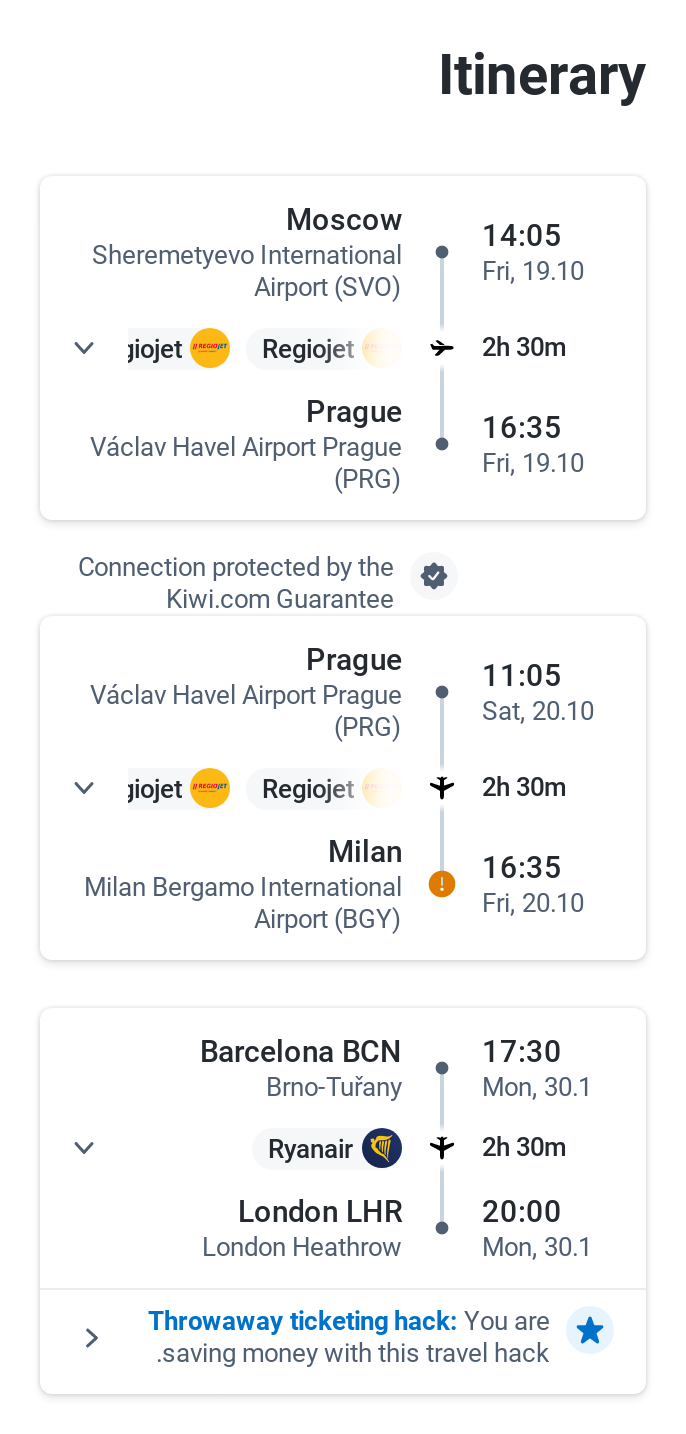 Itinerary
14:05
Fri, 19.10
Moscow
Sheremetyevo International
Airport (SVO)
2h 30m
Regiojet
giojet
16:35
Fri, 19.10
Prague
Václav Havel Airport Prague
(PRG)
Connection protected by the
Kiwi.com Guarantee
11:05
Sat, 20.10
Prague
Václav Havel Airport Prague
(PRG)
2h 30m
Regiojet
giojet
16:35
Fri, 20.10
Milan
Milan Bergamo International
Airport (BGY)
17:30
Mon, 30.1
Barcelona BCN
Brno-Tuřany
2h 30m
Ryanair
20:00
Mon, 30.1
London LHR
London Heathrow
Throwaway ticketing hack: You are
.saving money with this travel hack